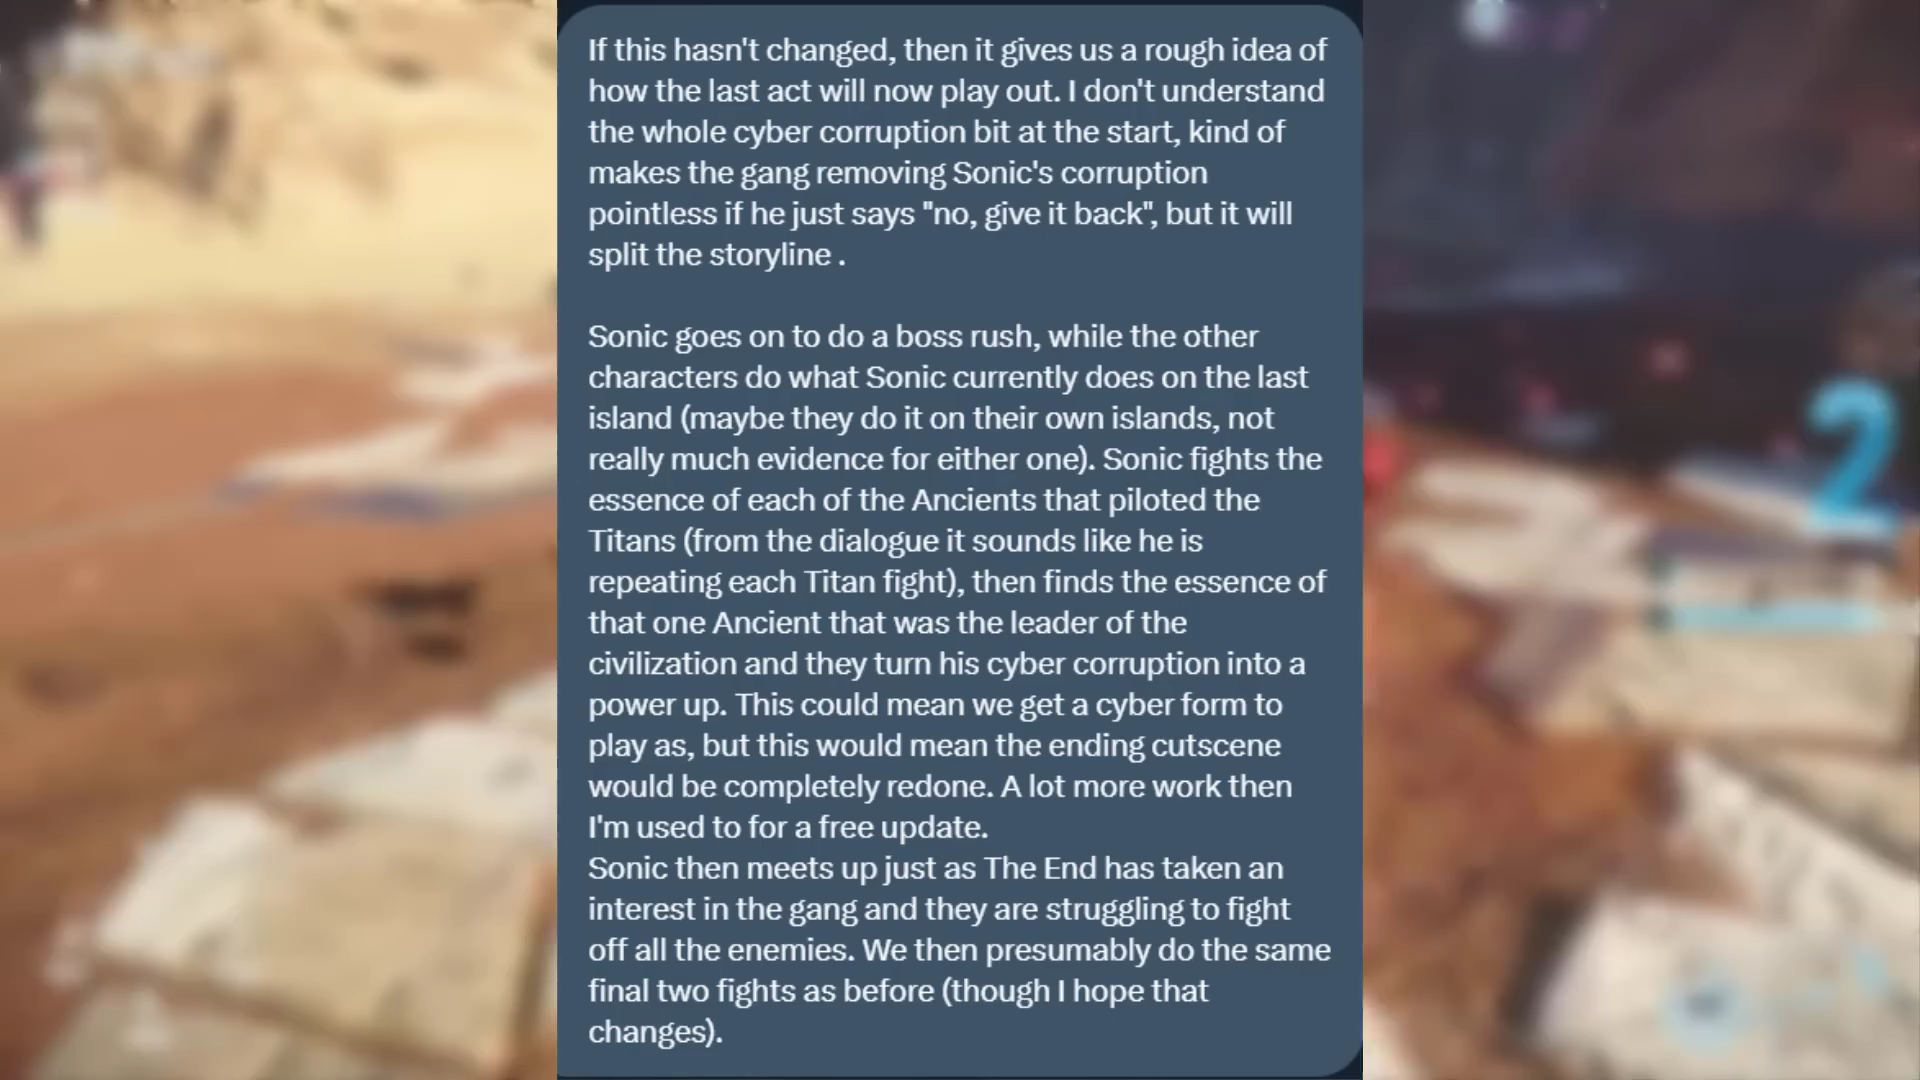 If this hasn't changed, then it gives us a rough idea of
how the last act will now play out. I don't understand
the whole cyber corruption bit at the start, kind of
makes the gang removing Sonic's corruption
pointless if he just says "no, give it back", but it will
split the storyline .
Sonic goes on to do a boss rush, while the other
characters do what Sonic currently does on the last
island (maybe they do it on their own islands, not
really much evidence for either one). Sonic fights the
essence of each of the Ancients that piloted the
Titans (from the dialogue it sounds like he is
repeating each Titan fight), then finds the essence of
that one Ancient that was the leader of the
civilization and they turn his cyber corruption into a
power up. This could mean we get a cyber form to
play as, but this would mean the ending cutscene
would be completely redone. A lot more work then
I'm used to for a free update.
Sonic then meets up just as The End has taken an
interest in the gang and they are struggling to fight
off all the enemies. We then presumably do the same
final two fights as before (though I hope that
changes).
2